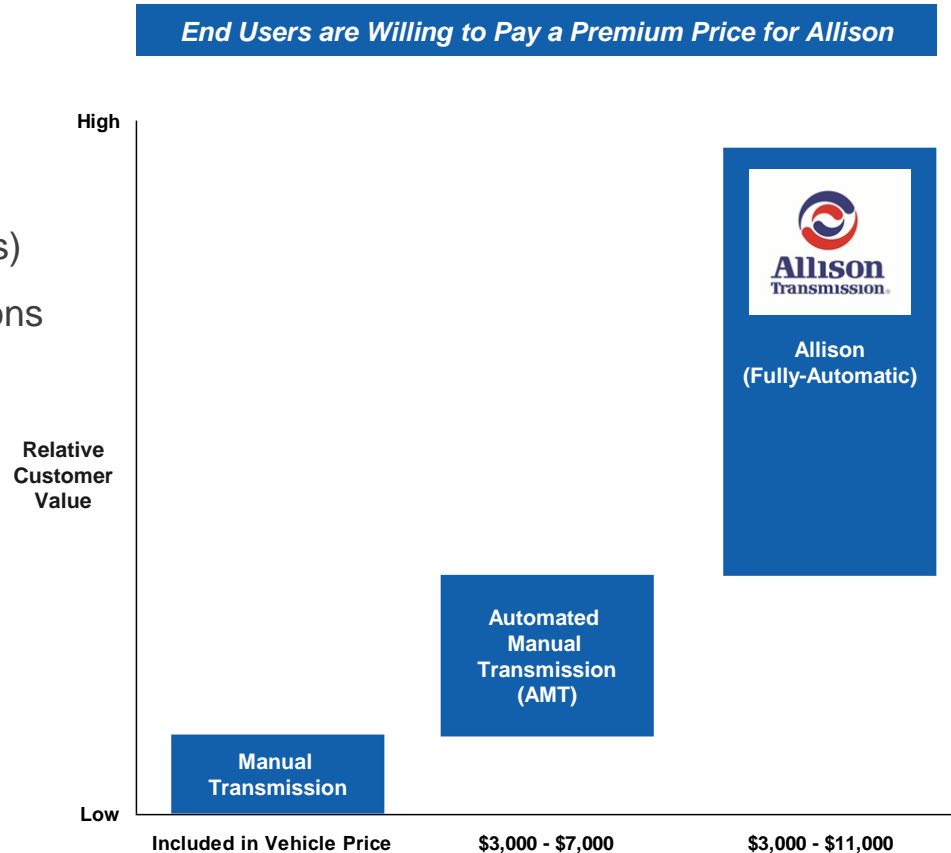 End Users are Willing to Pay a Premium Price for Allison
High
s)
ons
Relative
Customer
Value
Allison
Transmission®
Allison
(Fully-Automatic)
Automated
Manual
Transmission
(AMT)
Manual
Transmission
Low
Included in Vehicle Price
$3,000 - $7,000
$3,000 - $11,000